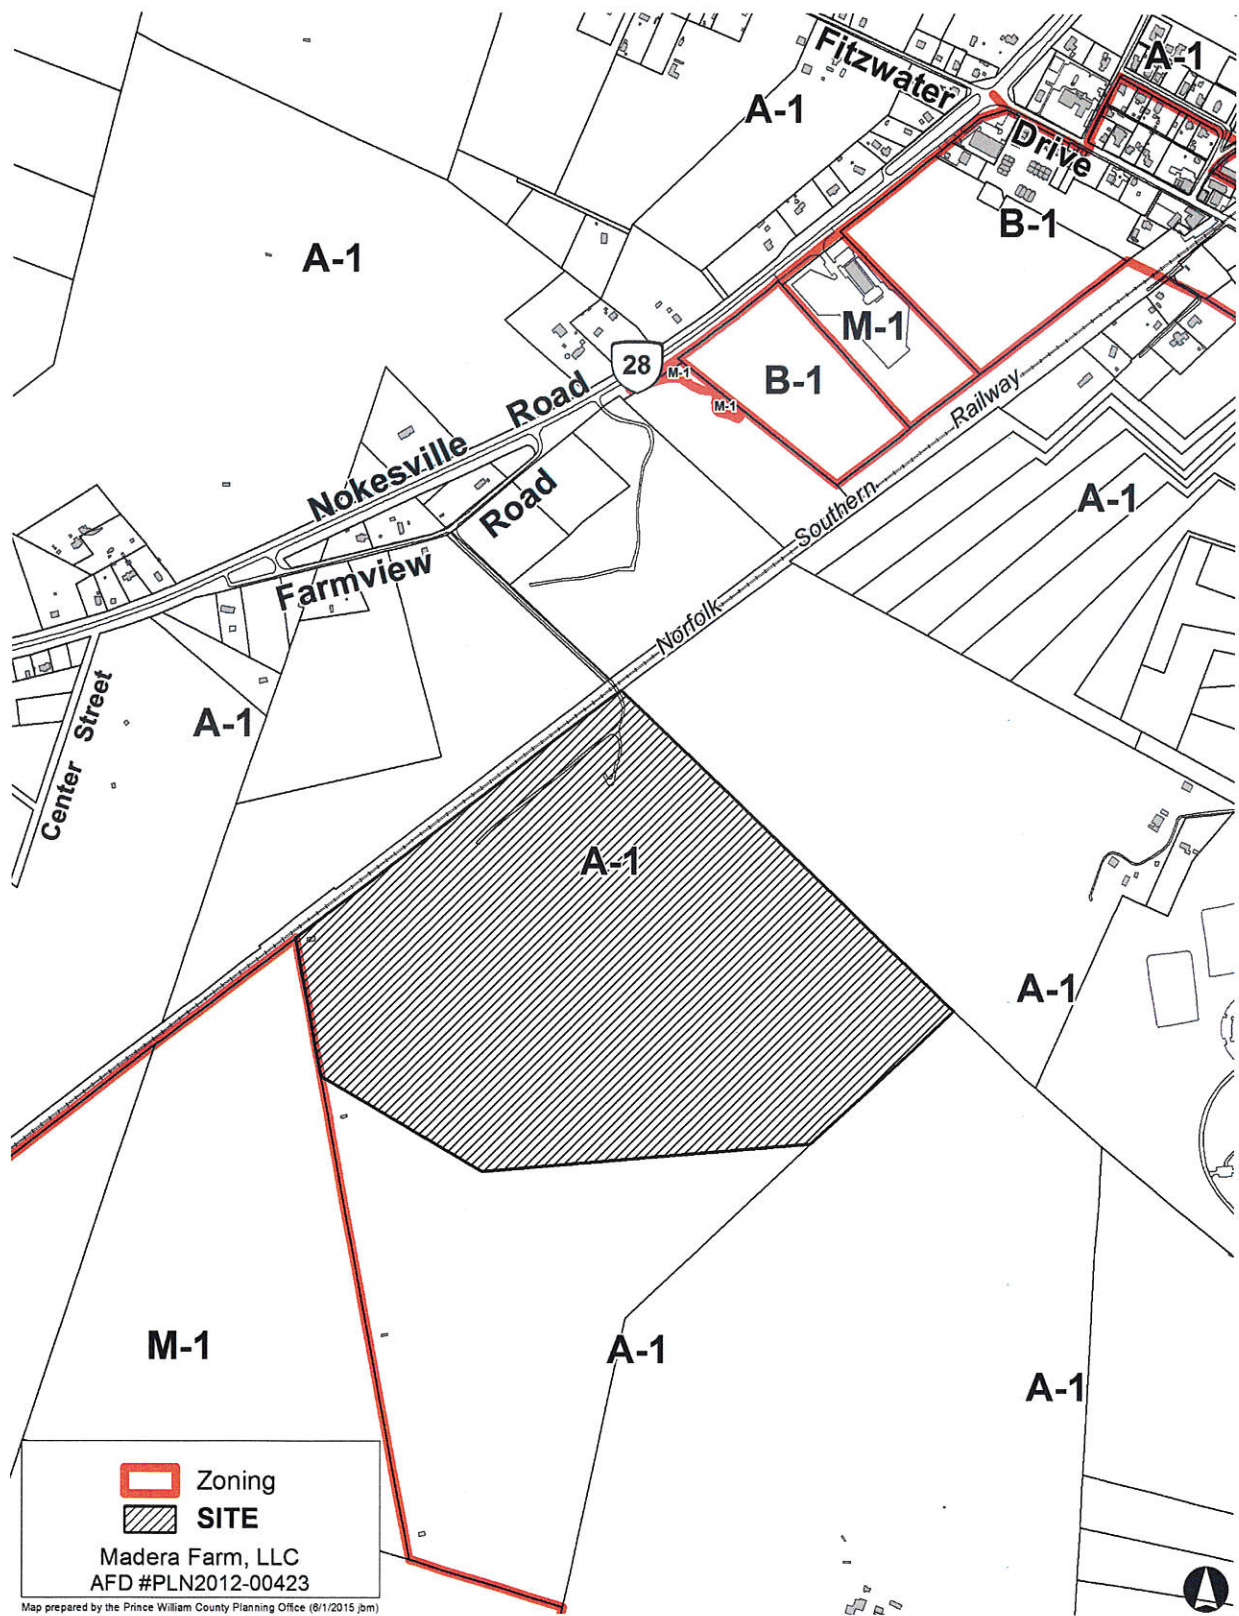 Fitzwater
Drive
A-1
A-1
A-1
B-1
M-1
B-1
28
M-1
M-1
Nokesville Road
Farmview Road
Norfolk Southern Railway
A-1
A-1
Center Street
A-1
A-1
M-1
A-1
A-1
Zoning
SITE
Madera Farm, LLC
AFD #PLN2012-00423
Map prepared by the Prince William County Planning Office (6/1/2015 jbm)